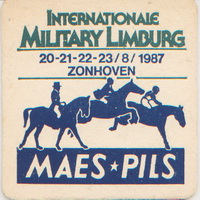 INTERNATIONALE
MILITARY LIMBURG
20-21-22-23/8/1987
ZONHOVEN
MAES★PILS